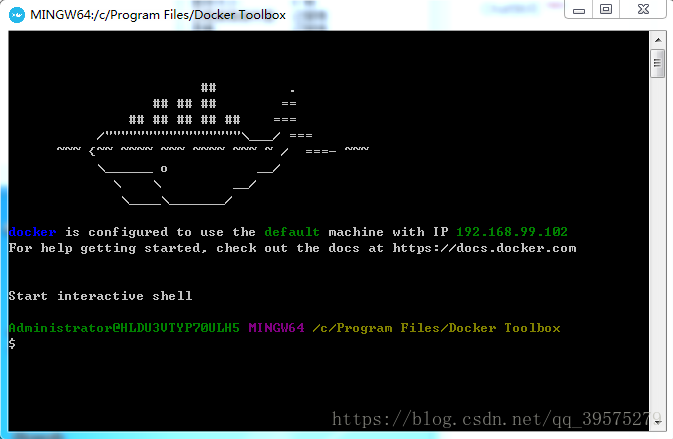 MINGW64:/c/Program Files/Docker Toolbox
                        ##         .
                  ## ## ##        ==
               ## ## ## ## ##    ===
           /"""""""""""""""""\___/ ===
      ~~~ {~~ ~~~~ ~~~ ~~~~ ~~~ ~ /  ===- ~~~
           \______ o           __/
             \    \         __/
              \____\_______/
docker is configured to use the default machine with IP 192.168.99.102
For help getting started, check out the docs at https://docs.docker.com
Start interactive shell
Administrator@HLDU3VTYP70ULH5 MINGW64 /c/Program Files/Docker Toolbox
$
https://blog.csdn.net/qq_39575279